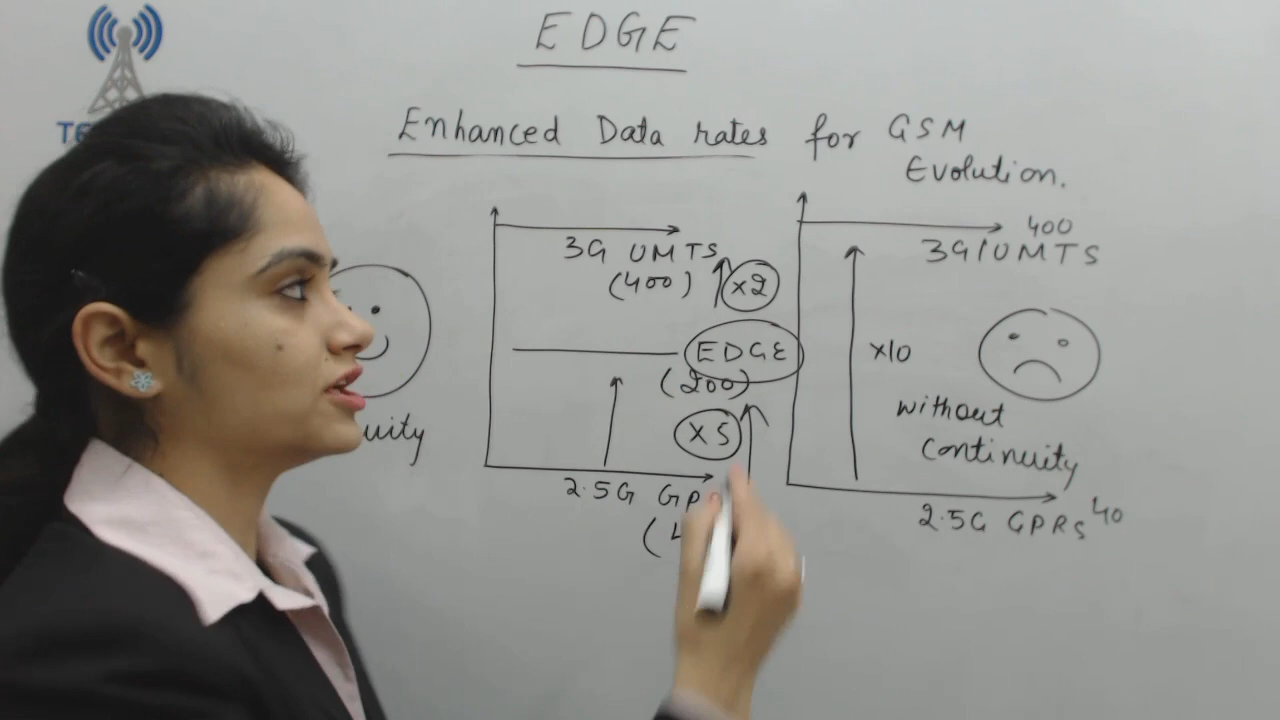 EDGE
Enhanced Data rates for GSM
Evolution.
3G UMTS
(400)
x2
EDGE
(200)
x5
2.5G GP
400
3G/UMTS
x10
without
continuity
2.5G GPRS 40